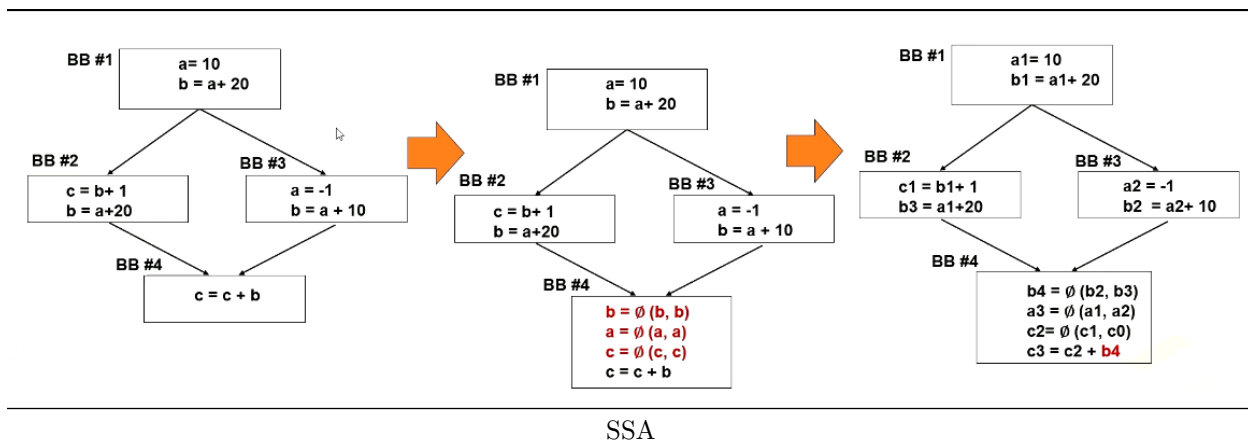 BB #1
a= 10
b = a+ 20
BB #2
c = b+ 1
b = a+20
BB #3
a = -1
b = a + 10
BB #4
c = c + b
BB #1
a= 10
b = a+ 20
BB #2
c = b+ 1
b = a+20
BB #3
a = -1
b = a + 10
BB #4
b = Ø (b, b)
a = Ø (a, a)
c = Ø (c, c)
c = c + b
BB #1
a1= 10
b1 = a1+ 20
BB #2
c1 = b1+ 1
b3 = a1+20
BB #3
a2 = -1
b2 = a2+ 10
BB #4
b4 = Ø (b2, b3)
a3 = Ø (a1, a2)
c2= Ø (c1, c0)
c3 = c2 + b4
SSA